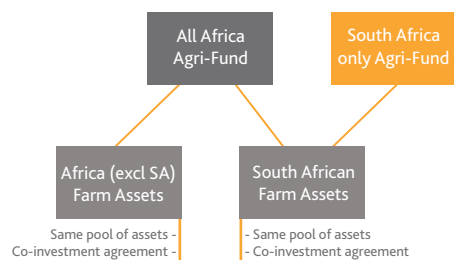 All Africa
Agri-Fund
South Africa
only Agri-Fund
Africa (excl SA)
Farm Assets
South African
Farm Assets
Same pool of assets -
Co-investment agreement -
- Same pool of assets
- Co-investment agreement